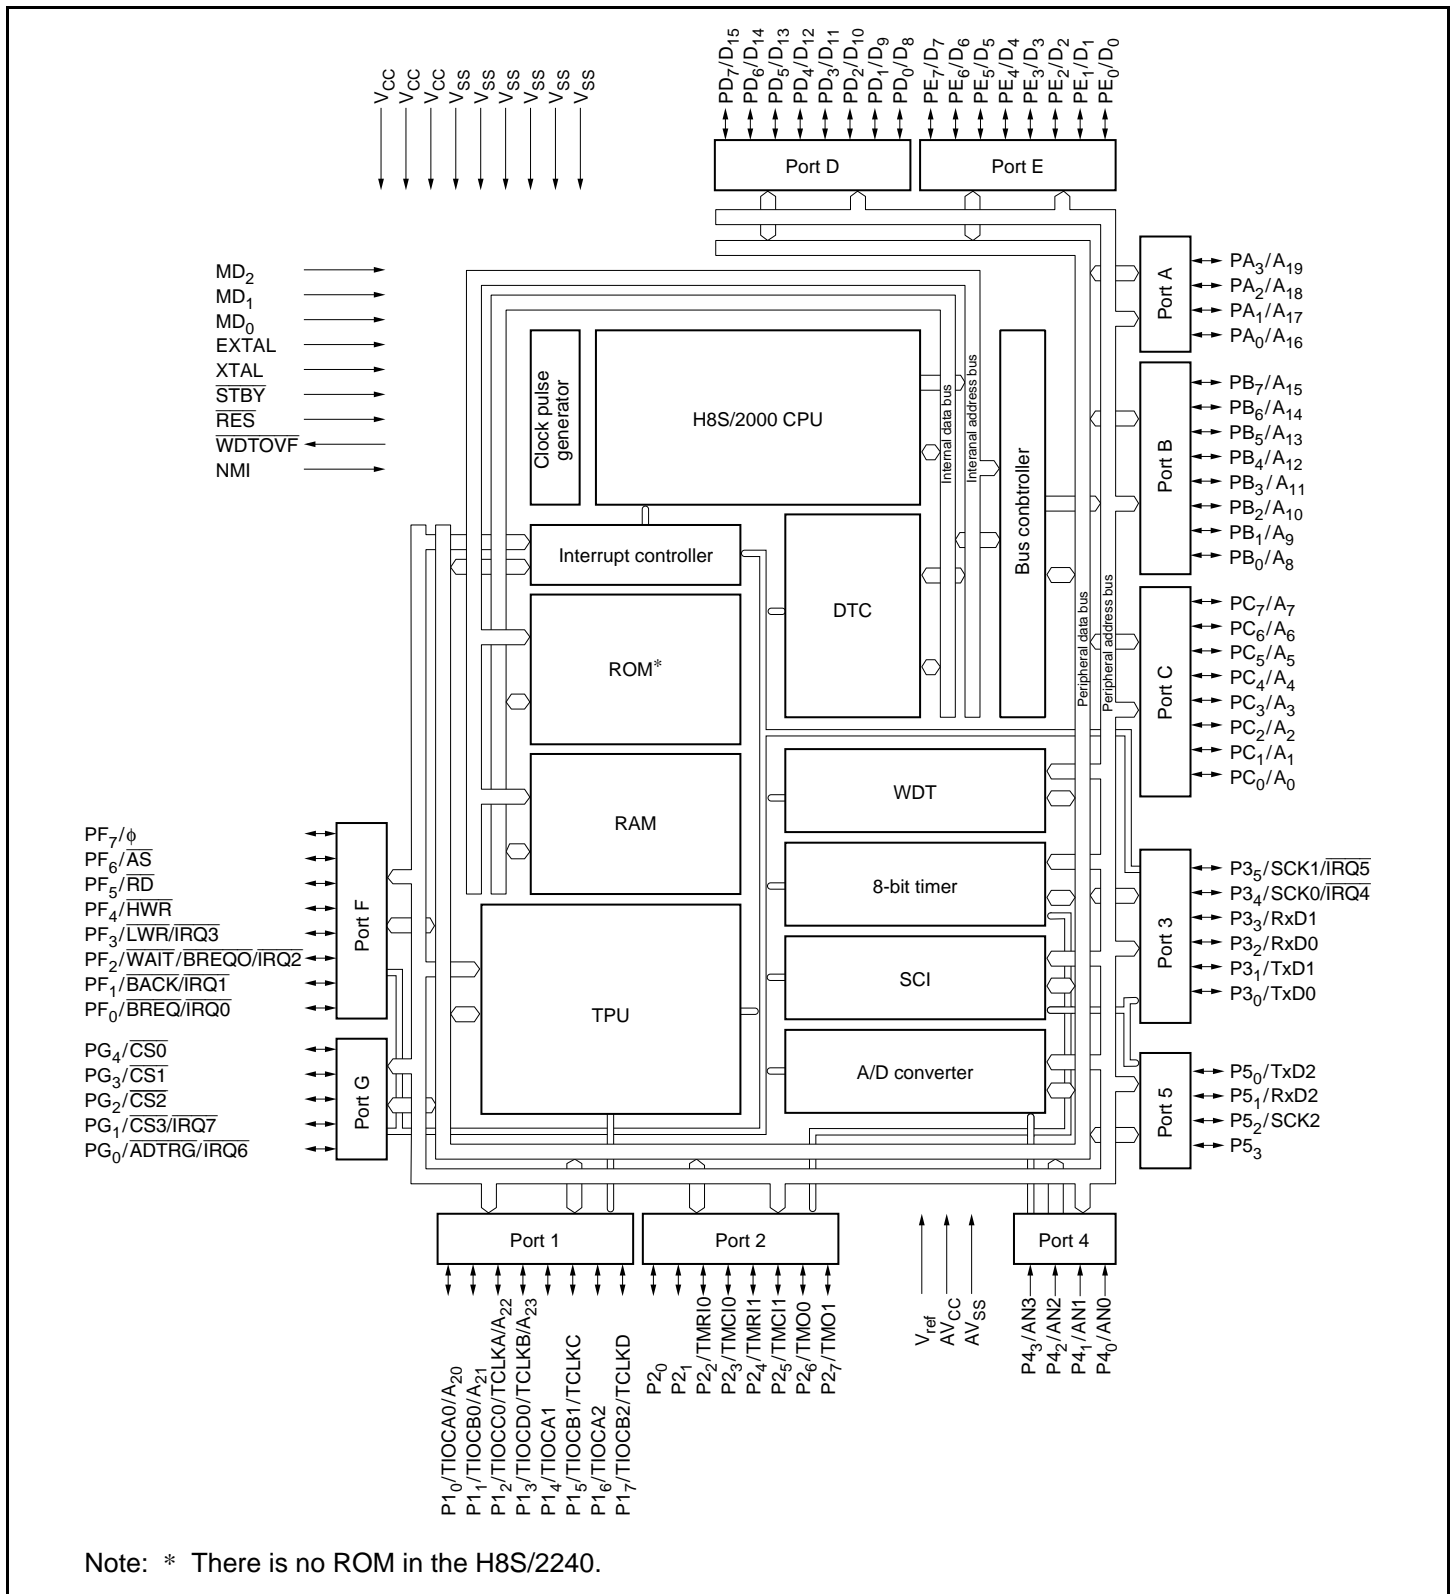 VCC
VCC
VCC
VSS
VSS
VSS
VSS
VSS
VSS
PD7/D15
PD6/D14
PD5/D13
PD4/D12
PD3/D11
PD2/D10
PD1/D9
PD0/D8
PE7/D7
PE6/D6
PE5/D5
PE4/D4
PE3/D3
PE2/D2
PE1/D1
PE0/D0
Port D
Port E
MD2
MD1
MD0
EXTAL
XTAL
STBY
RES
WDTOVF
NMI
Clock pulse
generator
H8S/2000 CPU
Internal data bus
Interanal address bus
Bus conbtroller
Port A
PA3/A19
PA2/A18
PA1/A17
PA0/A16
Port B
PB7/A15
PB6/A14
PB5/A13
PB4/A12
PB3/A11
PB2/A10
PB1/A9
PB0/A8
Interrupt controller
DTC
ROM*
RAM
Peripheral data bus
Peripheral address bus
Port C
PC7/A7
PC6/A6
PC5/A5
PC4/A4
PC3/A3
PC2/A2
PC1/A1
PC0/A0
WDT
8-bit timer
SCI
A/D converter
TPU
PF7/ϕ
PF6/AS
PF5/RD
PF4/HWR
PF3/LWR/IRQ3
PF2/WAIT/BREQO/IRQ2
PF1/BACK/IRQ1
PF0/BREQ/IRQ0
Port F
PG4/CS0
PG3/CS1
PG2/CS2
PG1/CS3/IRQ7
PG0/ADTRG/IRQ6
Port G
Port 3
P35/SCK1/IRQ5
P34/SCK0/IRQ4
P33/RxD1
P32/RxD0
P31/TxD1
P30/TxD0
Port 5
P50/TxD2
P51/RxD2
P52/SCK2
P53
Port 1
Port 2
Port 4
P10/TIOCA0/A20
P11/TIOCB0/A21
P12/TIOCC0/TCLKA/A22
P13/TIOCD0/TCLKB/A23
P14/TIOCA1
P15/TIOCB1/TCLKC
P16/TIOCA2
P17/TIOCB2/TCLKD
P20
P21
P22/TMRI0
P23/TMCI0
P24/TMRI1
P25/TMCI1
P26/TMO0
P27/TMO1
Vref
AVCC
AVSS
P43/AN3
P42/AN2
P41/AN1
P40/AN0
Note: * There is no ROM in the H8S/2240.